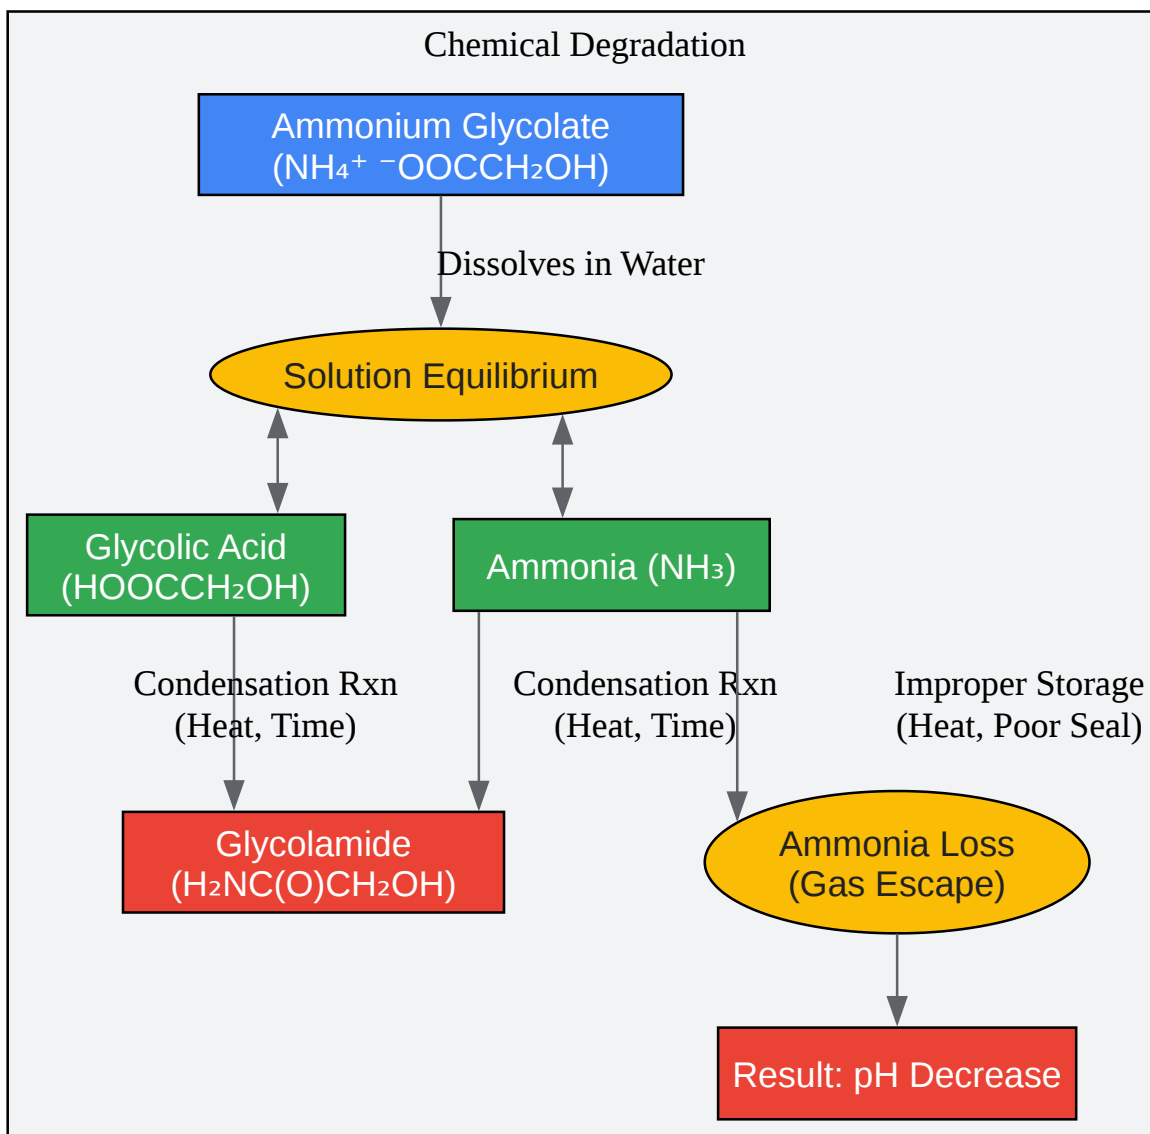 Chemical Degradation
Ammonium Glycolate
(NH₄⁺ ⁻OOCCH₂OH)
Dissolves in Water
Solution Equilibrium
Glycolic Acid
(HOOCCH₂OH)
Ammonia (NH₃)
Condensation Rxn
(Heat, Time)
Condensation Rxn
(Heat, Time)
Improper Storage
(Heat, Poor Seal)
Glycolamide
(H₂NC(O)CH₂OH)
Ammonia Loss
(Gas Escape)
Result: pH Decrease